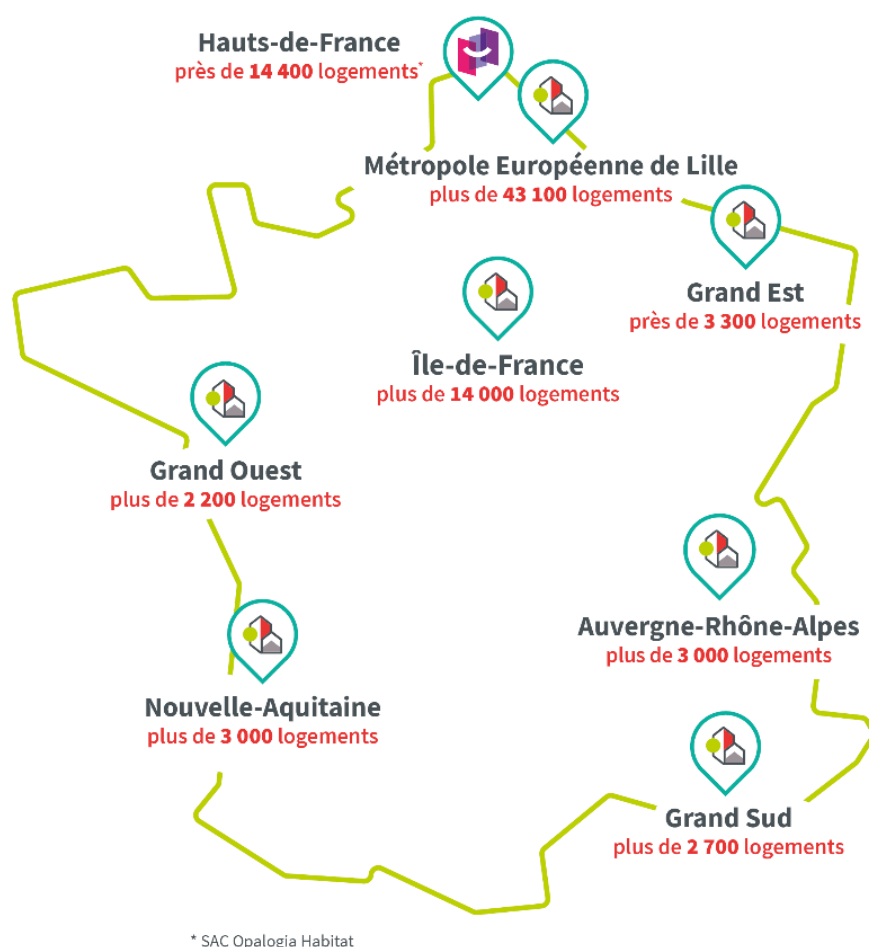 Hauts-de-France
près de 14 400 logements*
Métropole Européenne de Lille
plus de 43 100 logements
Grand Est
près de 3 300 logements
Île-de-France
plus de 14 000 logements
Grand Ouest
plus de 2 200 logements
Auvergne-Rhône-Alpes
plus de 3 000 logements
Nouvelle-Aquitaine
plus de 3 000 logements
Grand Sud
plus de 2 700 logements
* SAC Opalogia Habitat